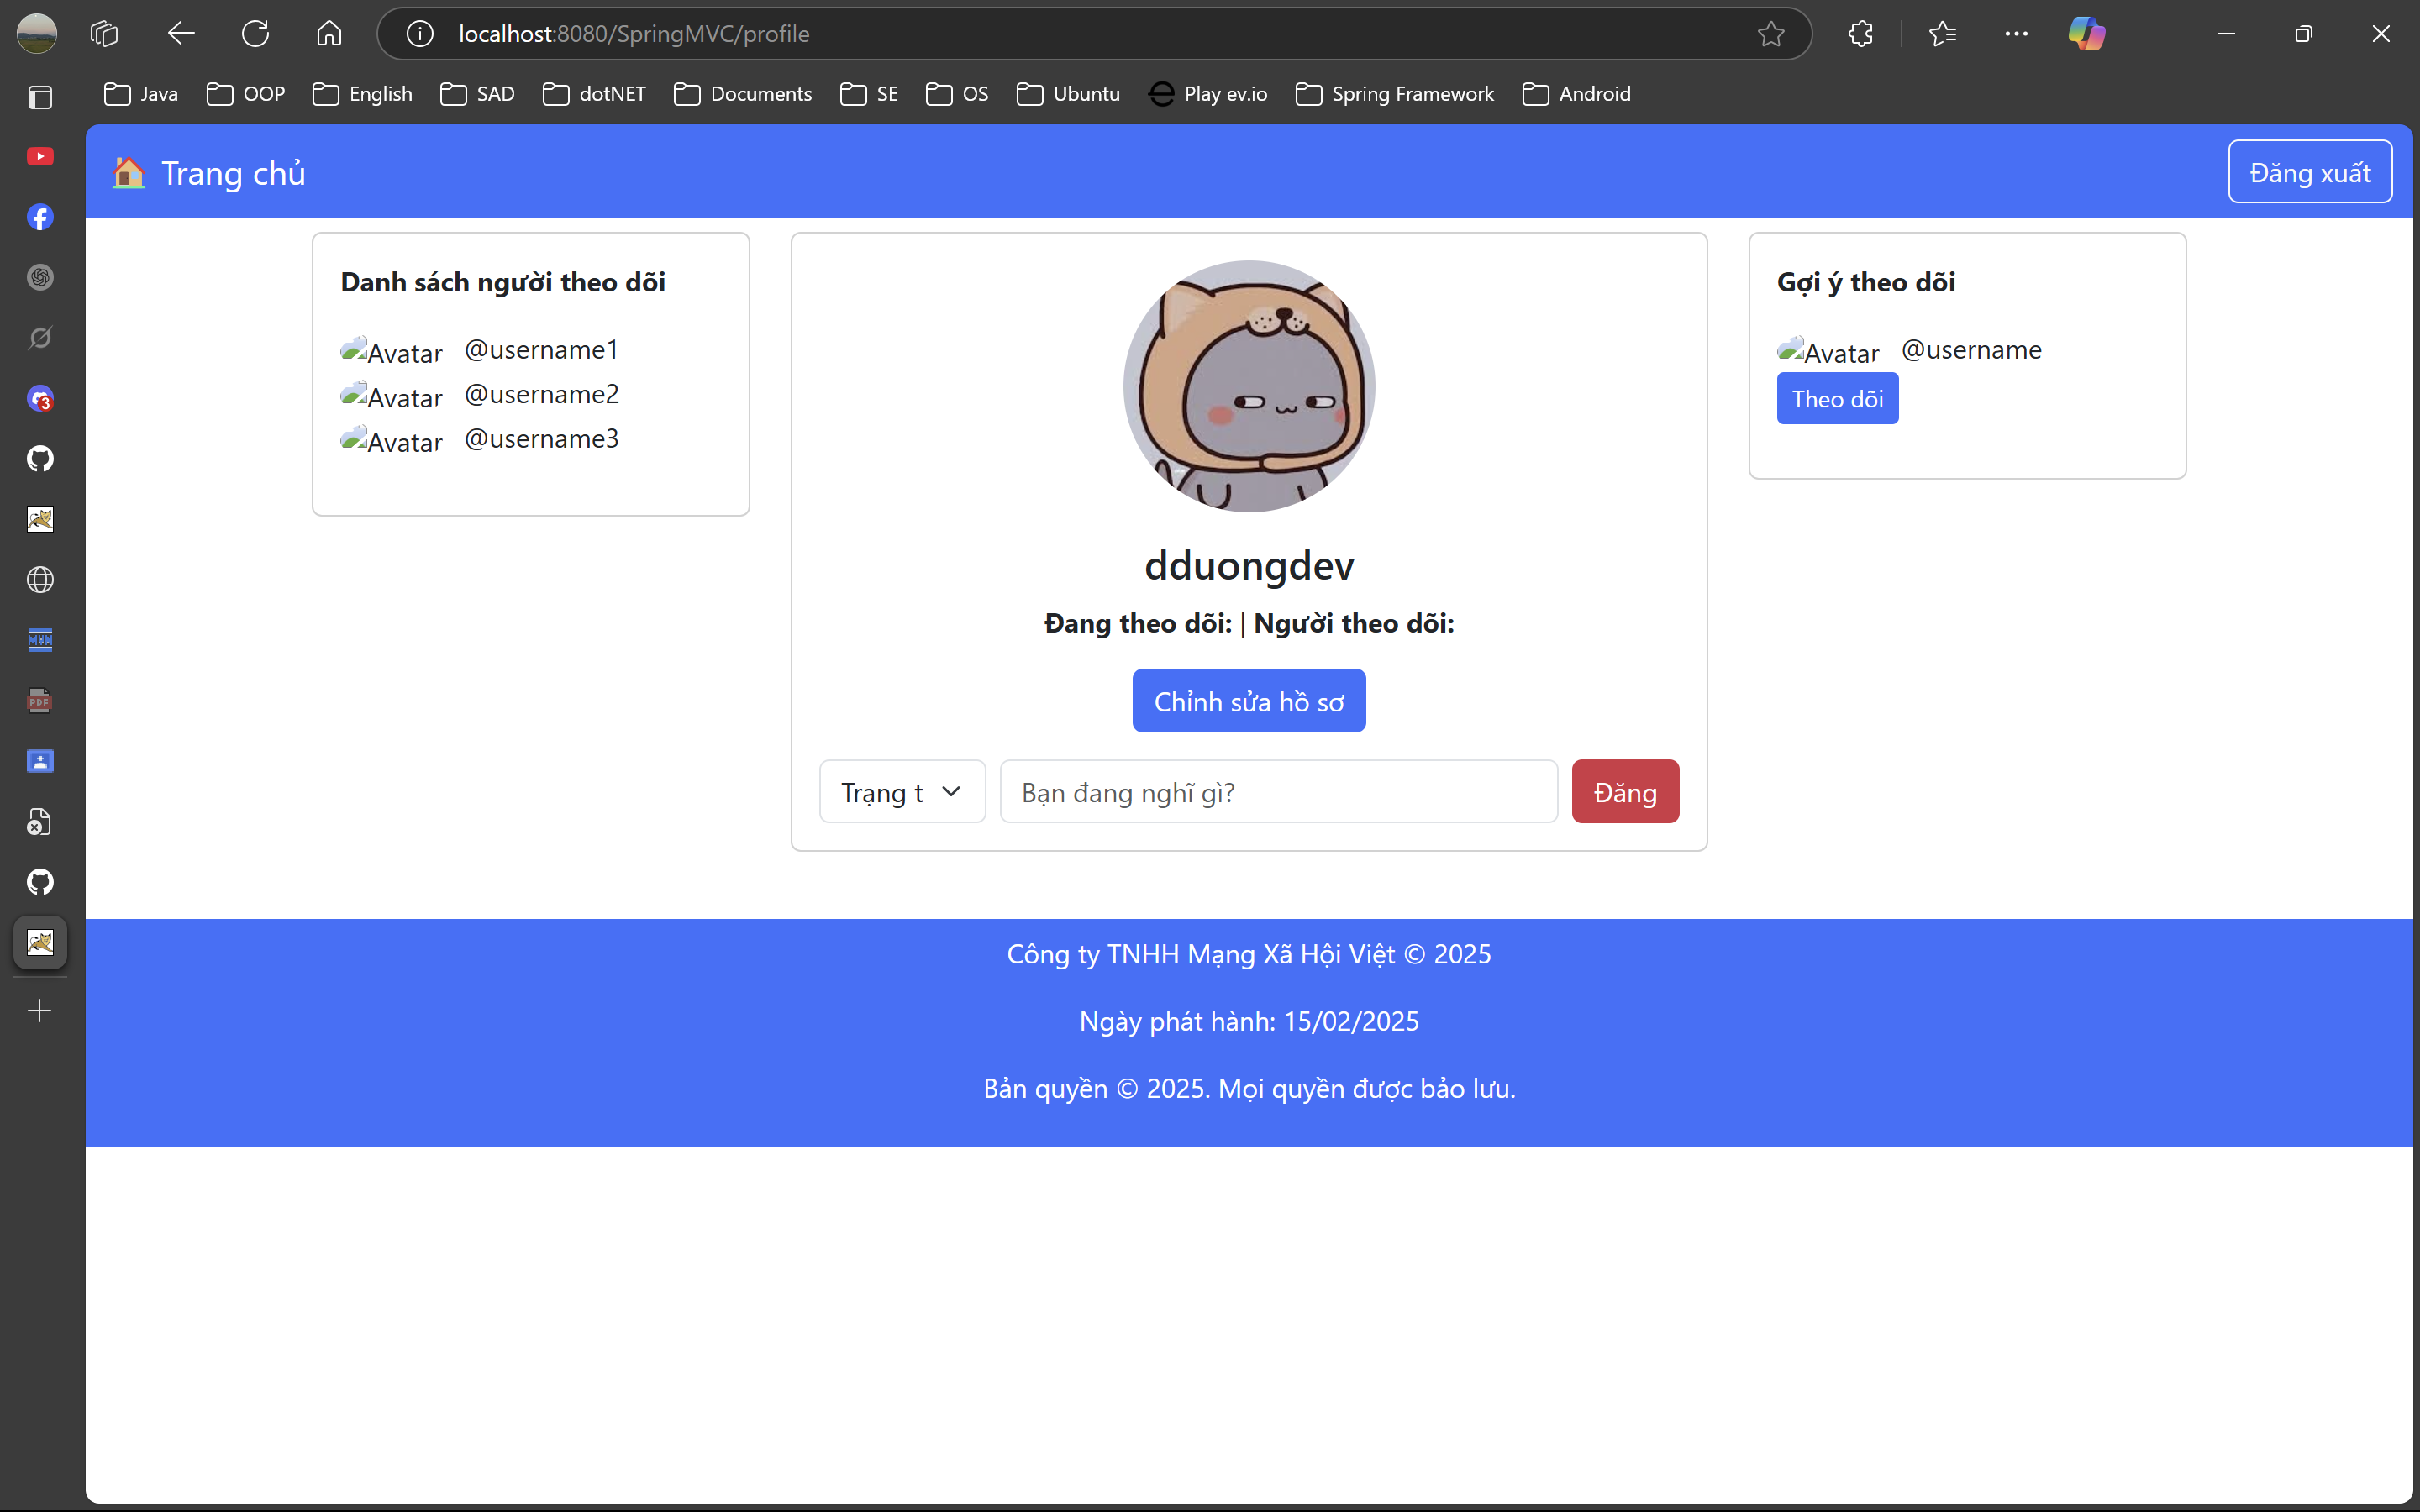 localhost:8080/SpringMVC/profile
Java OOP English SAD dotNET Documents SE OS Ubuntu Play ev.io Spring Framework Android
Trang chủ
Đăng xuất
Danh sách người theo dõi
Avatar @username1
Avatar @username2
Avatar @username3
dduongdev
Đang theo dõi: | Người theo dõi:
Chỉnh sửa hồ sơ
Trạng t
Bạn đang nghĩ gì?
Đăng
Gợi ý theo dõi
Avatar @username
Theo dõi
Công ty TNHH Mạng Xã Hội Việt © 2025
Ngày phát hành: 15/02/2025
Bản quyền © 2025. Mọi quyền được bảo lưu.
3
PDF